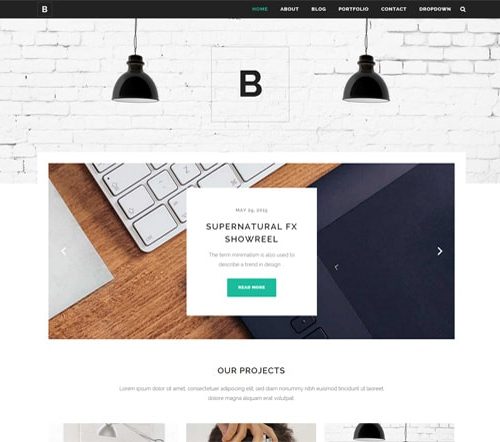 B
HOME ABOUT BLOG PORTFOLIO CONTACT DROPDOWN
B
MAY 29, 2015
SUPERNATURAL FX
SHOWREEL
The term minimalism is also used to
describe a trend in design
READ MORE
OUR PROJECTS
Lorem ipsum dolor sit amet, consectetuer adipiscing elit, sed diam nonummy nibh euismod tincidunt ut laoreet
dolore magna aliquam erat volutpat